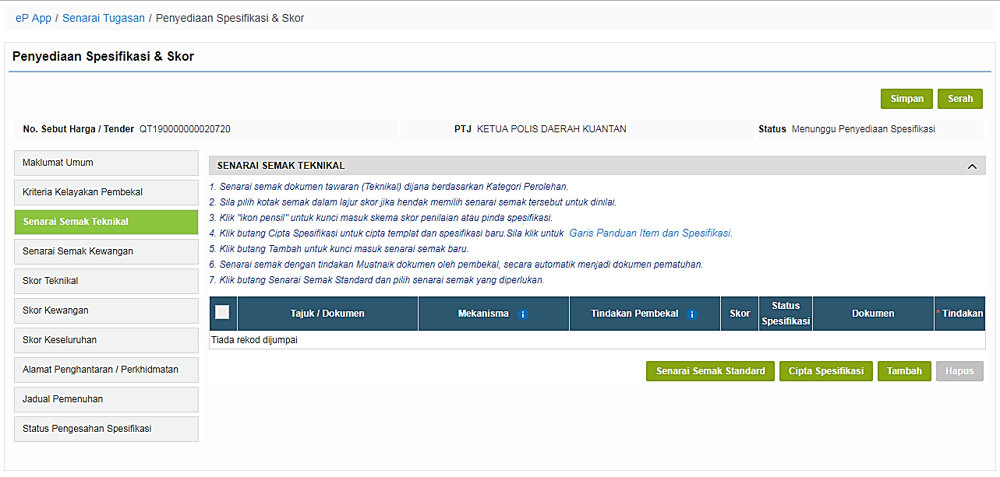 eP App / Senarai Tugasan / Penyediaan Spesifikasi & Skor
Penyediaan Spesifikasi & Skor
Simpan Serah
No. Sebut Harga / Tender QT190000000020720 PTJ KETUA POLIS DAERAH KUANTAN Status Menunggu Penyediaan Spesifikasi
Maklumat Umum
Kriteria Kelayakan Pembekal
Senarai Semak Teknikal
Senarai Semak Kewangan
Skor Teknikal
Skor Kewangan
Skor Keseluruhan
Alamat Penghantaran / Perkhidmatan
Jadual Pemenuhan
Status Pengesahan Spesifikasi
SENARAI SEMAK TEKNIKAL
1. Senarai semak dokumen tawaran (Teknikal) dijana berdasarkan Kategori Perolehan.
2. Sila pilih kotak semak dalam lajur skor jika hendak memilih senarai semak tersebut untuk dinilai.
3. Klik "ikon pensil" untuk kunci masuk skema skor penilaian atau pinda spesifikasi.
4. Klik butang Cipta Spesifikasi untuk cipta templat dan spesifikasi baru.Sila klik untuk Garis Panduan Item dan Spesifikasi.
5. Klik butang Tambah untuk kunci masuk senarai semak baru.
6. Senarai semak dengan tindakan Muatnaik dokumen oleh pembekal, secara automatik menjadi dokumen pematuhan.
7. Klik butang Senarai Semak Standard dan pilih senarai semak yang diperlukan.
Tajuk / Dokumen Mekanisma i Tindakan Pembekal i Skor Status Spesifikasi Dokumen * Tindakan
Tiada rekod dijumpai
Senarai Semak Standard Cipta Spesifikasi Tambah Hapus